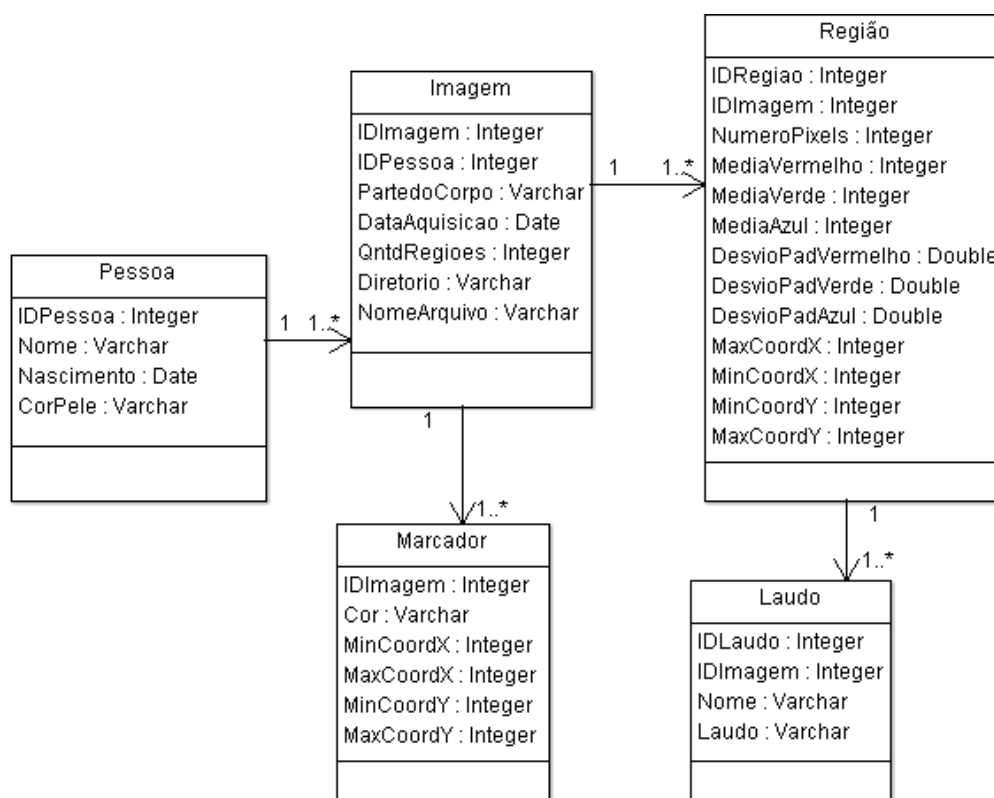 Pessoa
IDPessoa : Integer
Nome : Varchar
Nascimento : Date
CorPele : Varchar
1
1..*
Imagem
IDImagem : Integer
IDPessoa : Integer
PartedoCorpo : Varchar
DataAquisicao : Date
QntdRegioes : Integer
Diretorio : Varchar
NomeArquivo : Varchar
1
1..*
Região
IDRegiao : Integer
IDImagem : Integer
NumeroPixels : Integer
MediaVermelho : Integer
MediaVerde : Integer
MediaAzul : Integer
DesvioPadVermelho : Double
DesvioPadVerde : Double
DesvioPadAzul : Double
MaxCoordX : Integer
MinCoordX : Integer
MinCoordY : Integer
MaxCoordY : Integer
1
1..*
Marcador
IDImagem : Integer
Cor : Varchar
MinCoordX : Integer
MaxCoordX : Integer
MinCoordY : Integer
MaxCoordY : Integer
1
1..*
Laudo
IDLaudo : Integer
IDImagem : Integer
Nome : Varchar
Laudo : Varchar